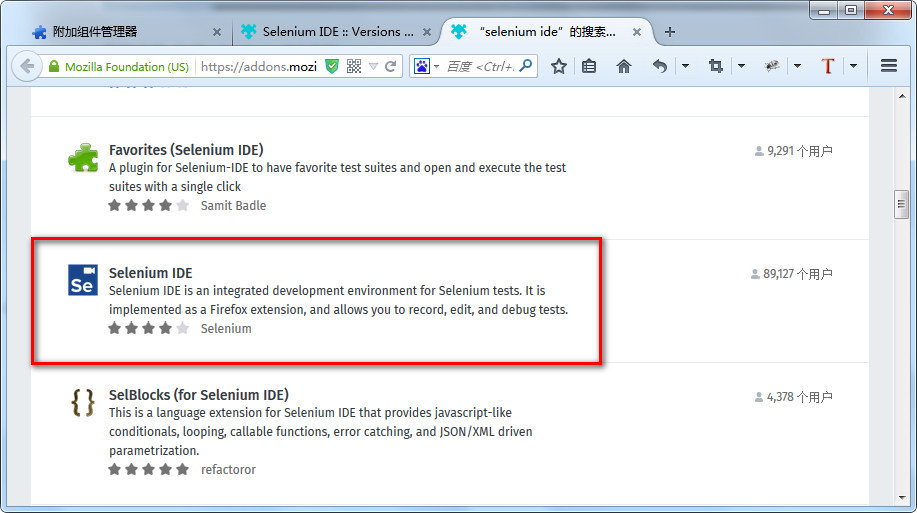 附加组件管理器
Selenium IDE :: Versions ...
“selenium ide”的搜索...
Mozilla Foundation (US)
https://addons.mozi
百度 <Ctrl+.
T
Favorites (Selenium IDE)
9,291 个用户
A plugin for Selenium-IDE to have favorite test suites and open and execute the test
suites with a single click
Samit Badle
Se
Selenium IDE
89,127 个用户
Selenium IDE is an integrated development environment for Selenium tests. It is
implemented as a Firefox extension, and allows you to record, edit, and debug tests.
Selenium
{}
SelBlocks (for Selenium IDE)
4,378 个用户
This is a language extension for Selenium IDE that provides javascript-like
conditionals, looping, callable functions, error catching, and JSON/XML driven
parametrization.
refactoror